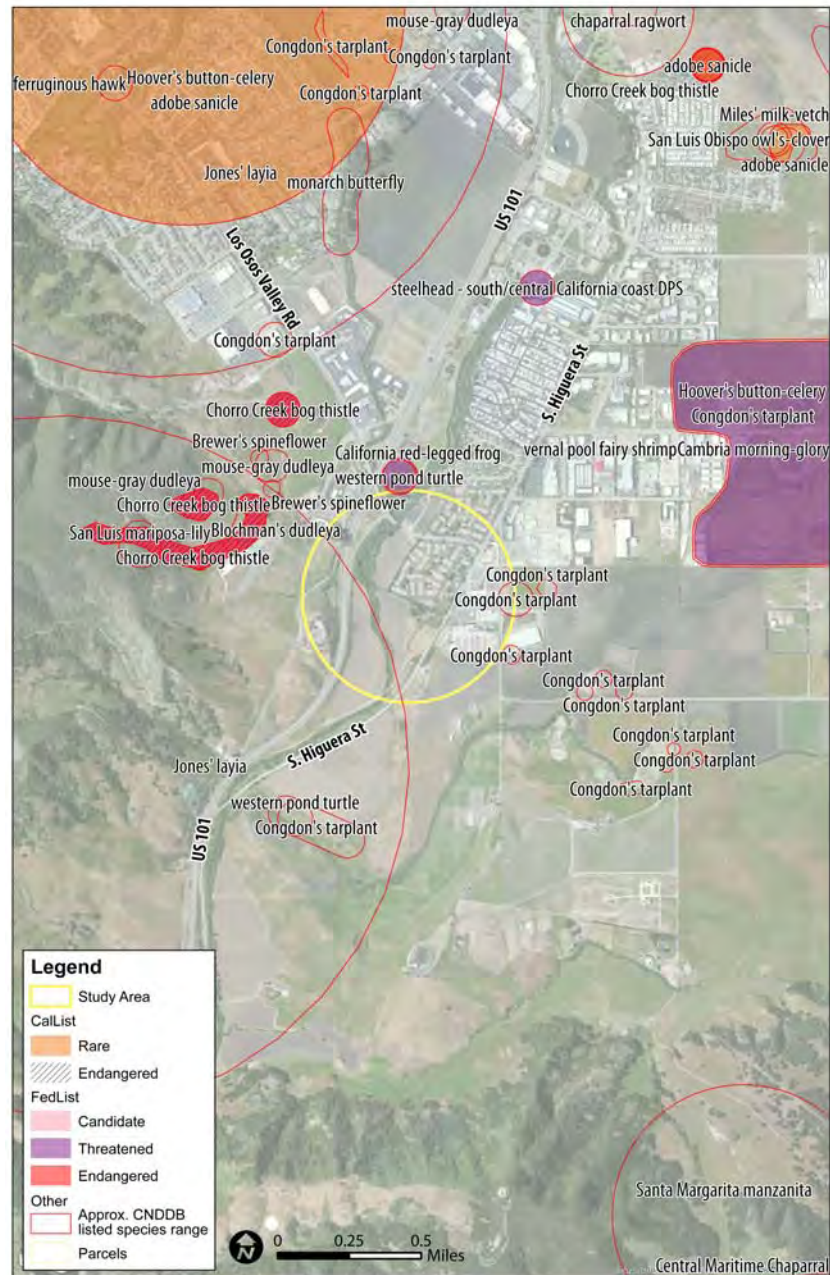 mouse-gray dudleya
chaparral ragwort
Congdon's tarplant
Congdon's tarplant
adobe sanicle
ferruginous hawk
Hoover's button-celery
adobe sanicle
Congdon's tarplant
Chorro Creek bog thistle
Miles' milk-vetch
San Luis Obispo owl's-clover
adobe sanicle
Jones' layia
monarch butterfly
US 101
Los Osos Valley Rd
steelhead - south/central California coast DPS
Congdon's tarplant
S. Higuera St
Hoover's button-celery
Congdon's tarplant
Chorro Creek bog thistle
Brewer's spineflower
mouse-gray dudleya
California red-legged frog
western pond turtle
vernal pool fairy shrimp
Cambria morning-glory
mouse-gray dudleya
Chorro Creek bog thistle
Brewer's spineflower
San Luis mariposa-lily
Blochman's dudleya
Chorro Creek bog thistle
Congdon's tarplant
Congdon's tarplant
Congdon's tarplant
Congdon's tarplant
Congdon's tarplant
S. Higuera St
Jones' layia
Congdon's tarplant
Congdon's tarplant
Congdon's tarplant
western pond turtle
Congdon's tarplant
US 101
Legend
Study Area
CalList
Rare
Endangered
FedList
Candidate
Threatened
Endangered
Other
Approx. CNDDB
listed species range
Parcels
N
0 0.25 0.5
Miles
Santa Margarita manzanita
Central Maritime Chaparral